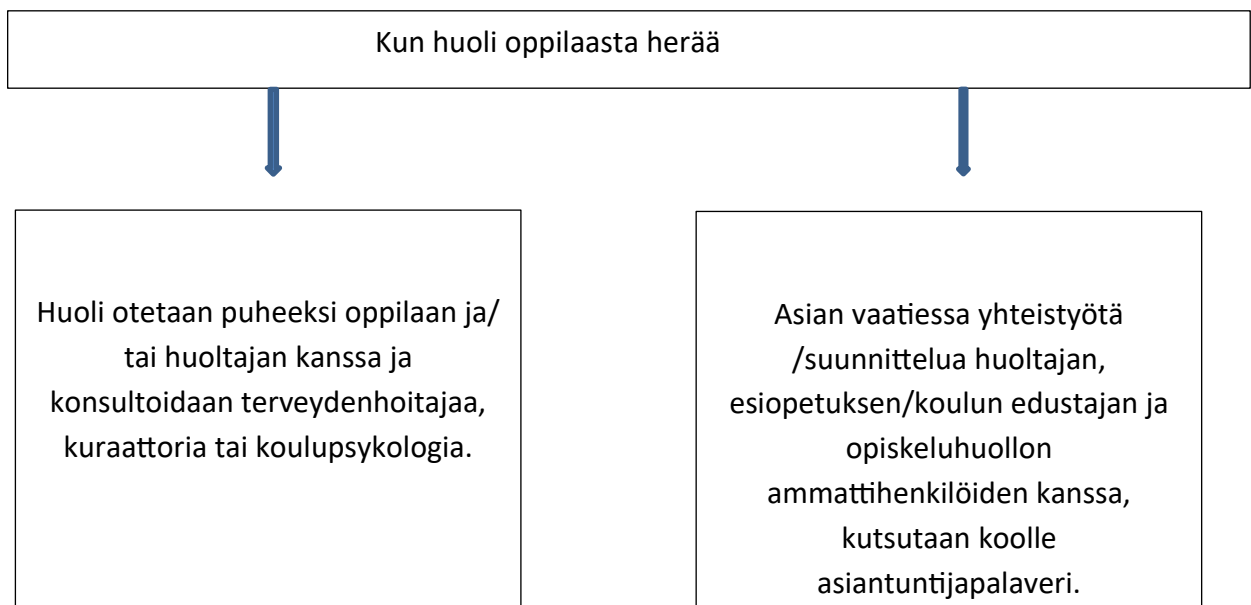 Kun huoli oppilaasta herää
Huoli otetaan puheeksi oppilaan ja/
tai huoltajan kanssa ja
konsultoidaan terveydenhoitajaa,
kuraattoria tai koulupsykologia.
Asian vaatiessa yhteistyötä
/suunnittelua huoltajan,
esiopetuksen/koulun edustajan ja
opiskeluhuollon
ammattihenkilöiden kanssa,
kutsutaan koolle
asiantuntijapalaveri.